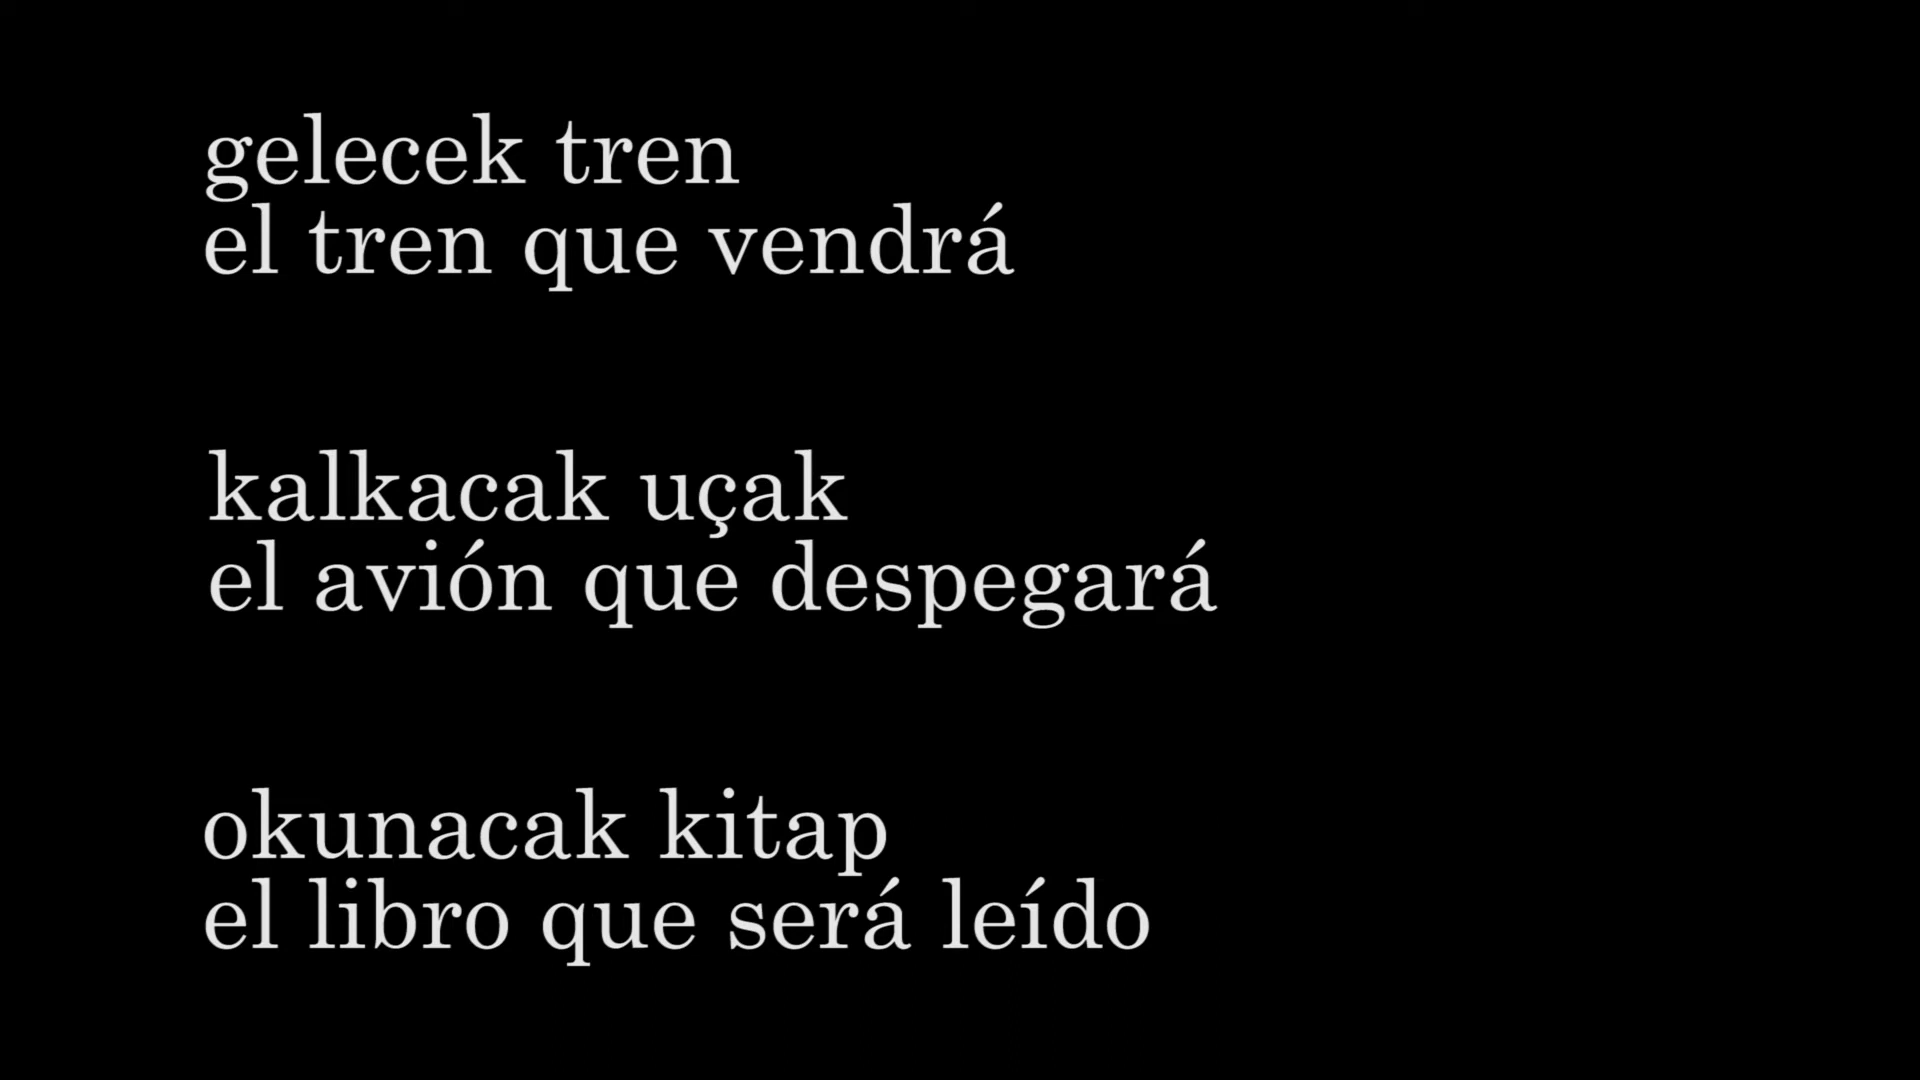 gelecek tren
el tren que vendrá
kalkacak uçak
el avión que despegará
okunacak kitap
el libro que será leído